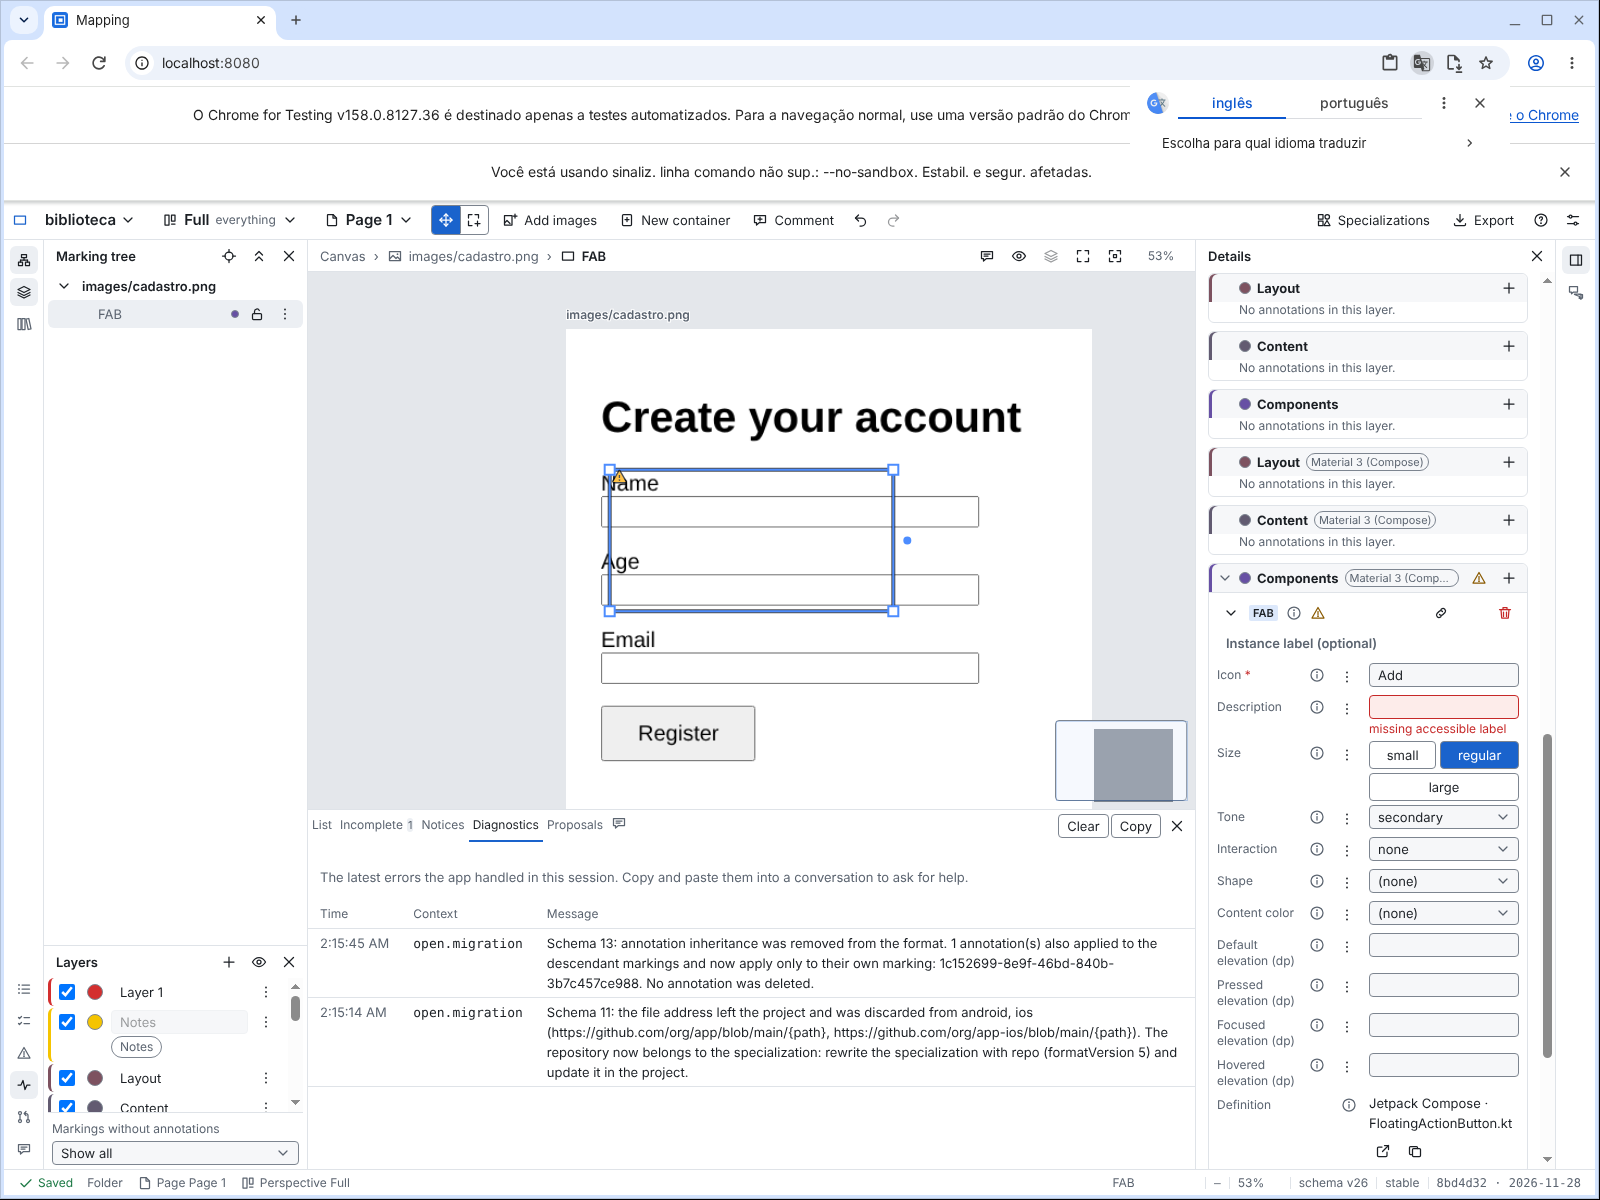 Mapping
localhost:8080
O Chrome for Testing v158.0.8127.36 é destinado apenas a testes automatizados. Para a navegação normal, use uma versão padrão do Chrom
o Chrome
inglês
português
Escolha para qual idioma traduzir
Você está usando sinaliz. linha comando não sup.: --no-sandbox. Estabil. e segur. afetadas.
biblioteca
Full everything
Page 1
Add images
New container
Comment
Specializations
Export
Marking tree
images/cadastro.png
FAB
Canvas › images/cadastro.png › FAB
53%
images/cadastro.png
Create your account
Name
Age
Email
Register
List
Incomplete 1
Notices
Diagnostics
Proposals
Clear
Copy
The latest errors the app handled in this session. Copy and paste them into a conversation to ask for help.
Time Context Message
2:15:45 AM open.migration Schema 13: annotation inheritance was removed from the format. 1 annotation(s) also applied to the
descendant markings and now apply only to their own marking: 1c152699-8e9f-46bd-840b-
3b7c457ce988. No annotation was deleted.
2:15:14 AM open.migration Schema 11: the file address left the project and was discarded from android, ios
(https://github.com/org/app/blob/main/{path}, https://github.com/org/app-ios/blob/main/{path}). The
repository now belongs to the specialization: rewrite the specialization with repo (formatVersion 5) and
update it in the project.
Layers
Layer 1
Notes
Notes
Layout
Content
Markings without annotations
Show all
Details
Layout
No annotations in this layer.
Content
No annotations in this layer.
Components
No annotations in this layer.
Layout Material 3 (Compose)
No annotations in this layer.
Content Material 3 (Compose)
No annotations in this layer.
Components Material 3 (Comp...
FAB
Instance label (optional)
Icon * Add
Description
missing accessible label
Size small regular
large
Tone secondary
Interaction none
Shape (none)
Content color (none)
Default
elevation (dp)
Pressed
elevation (dp)
Focused
elevation (dp)
Hovered
elevation (dp)
Definition Jetpack Compose ·
FloatingActionButton.kt
Saved
Folder
Page Page 1
Perspective Full
FAB
– 53%
schema v26
stable
8bd4d32 · 2026-11-28